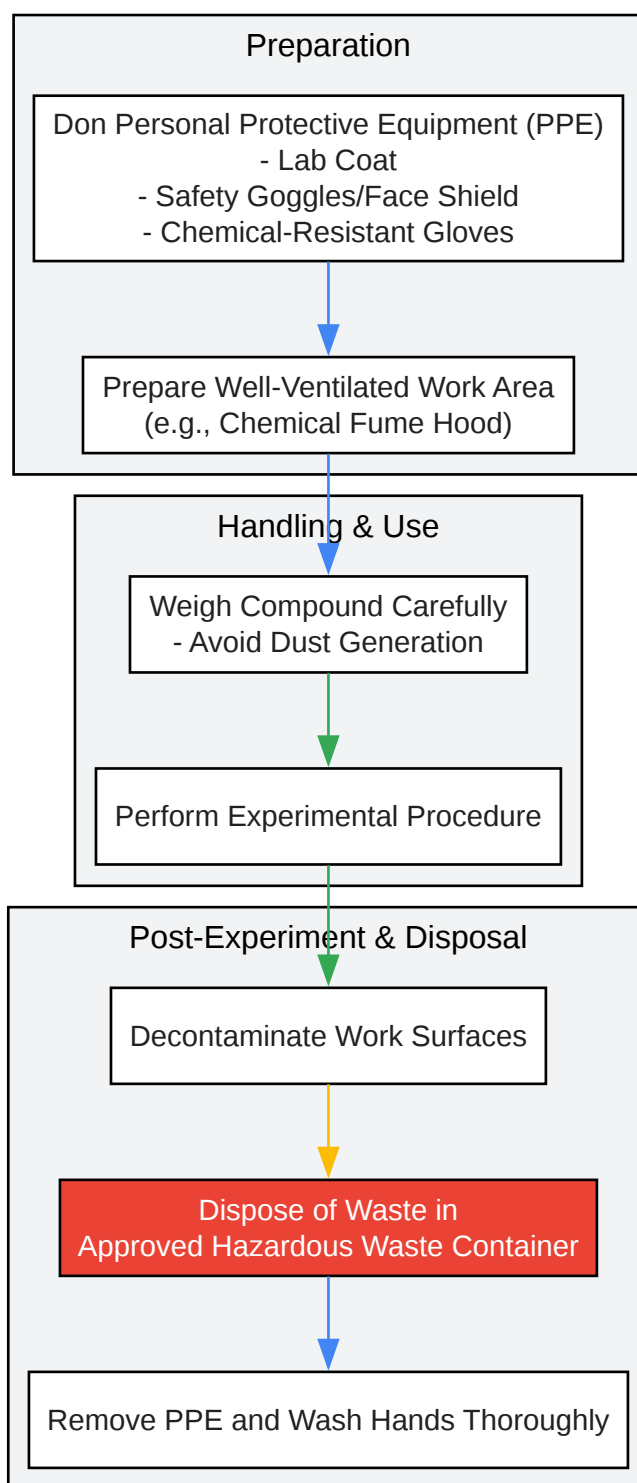 Preparation
Don Personal Protective Equipment (PPE)
- Lab Coat
- Safety Goggles/Face Shield
- Chemical-Resistant Gloves
Prepare Well-Ventilated Work Area
(e.g., Chemical Fume Hood)
Handling & Use
Weigh Compound Carefully
- Avoid Dust Generation
Perform Experimental Procedure
Post-Experiment & Disposal
Decontaminate Work Surfaces
Dispose of Waste in
Approved Hazardous Waste Container
Remove PPE and Wash Hands Thoroughly